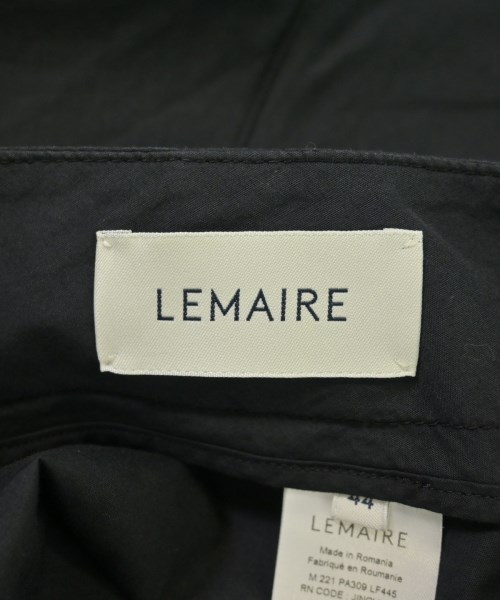 LEMAIRE
44
LEMAIRE
Made in Romania
Fabriqué en Roumanie
M 221 PA309 LF445
RN CODE